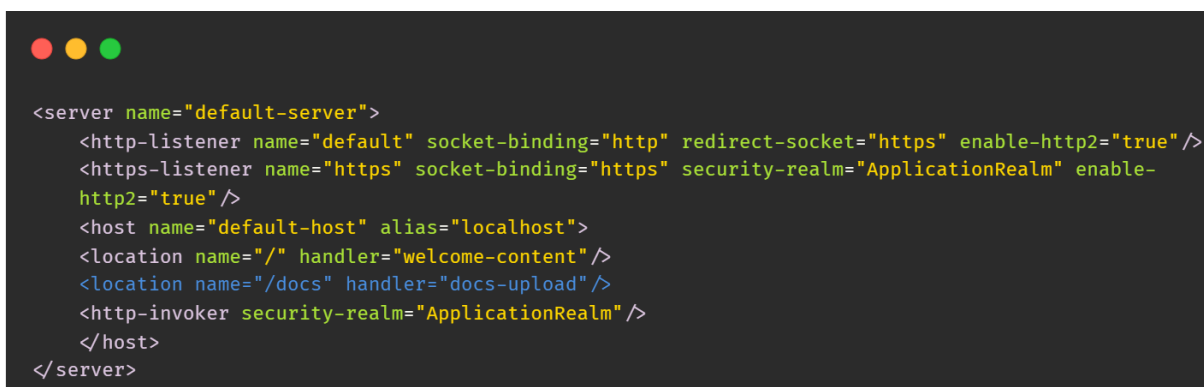 <server name="default-server">
<http-listener name="default" socket-binding="http" redirect-socket="https" enable-http2="true"/>
<https-listener name="https" socket-binding="https" security-realm="ApplicationRealm" enable-
http2="true"/>
<host name="default-host" alias="localhost">
<location name="/" handler="welcome-content"/>
<location name="/docs" handler="docs-upload"/>
<http-invoker security-realm="ApplicationRealm"/>
</host>
</server>